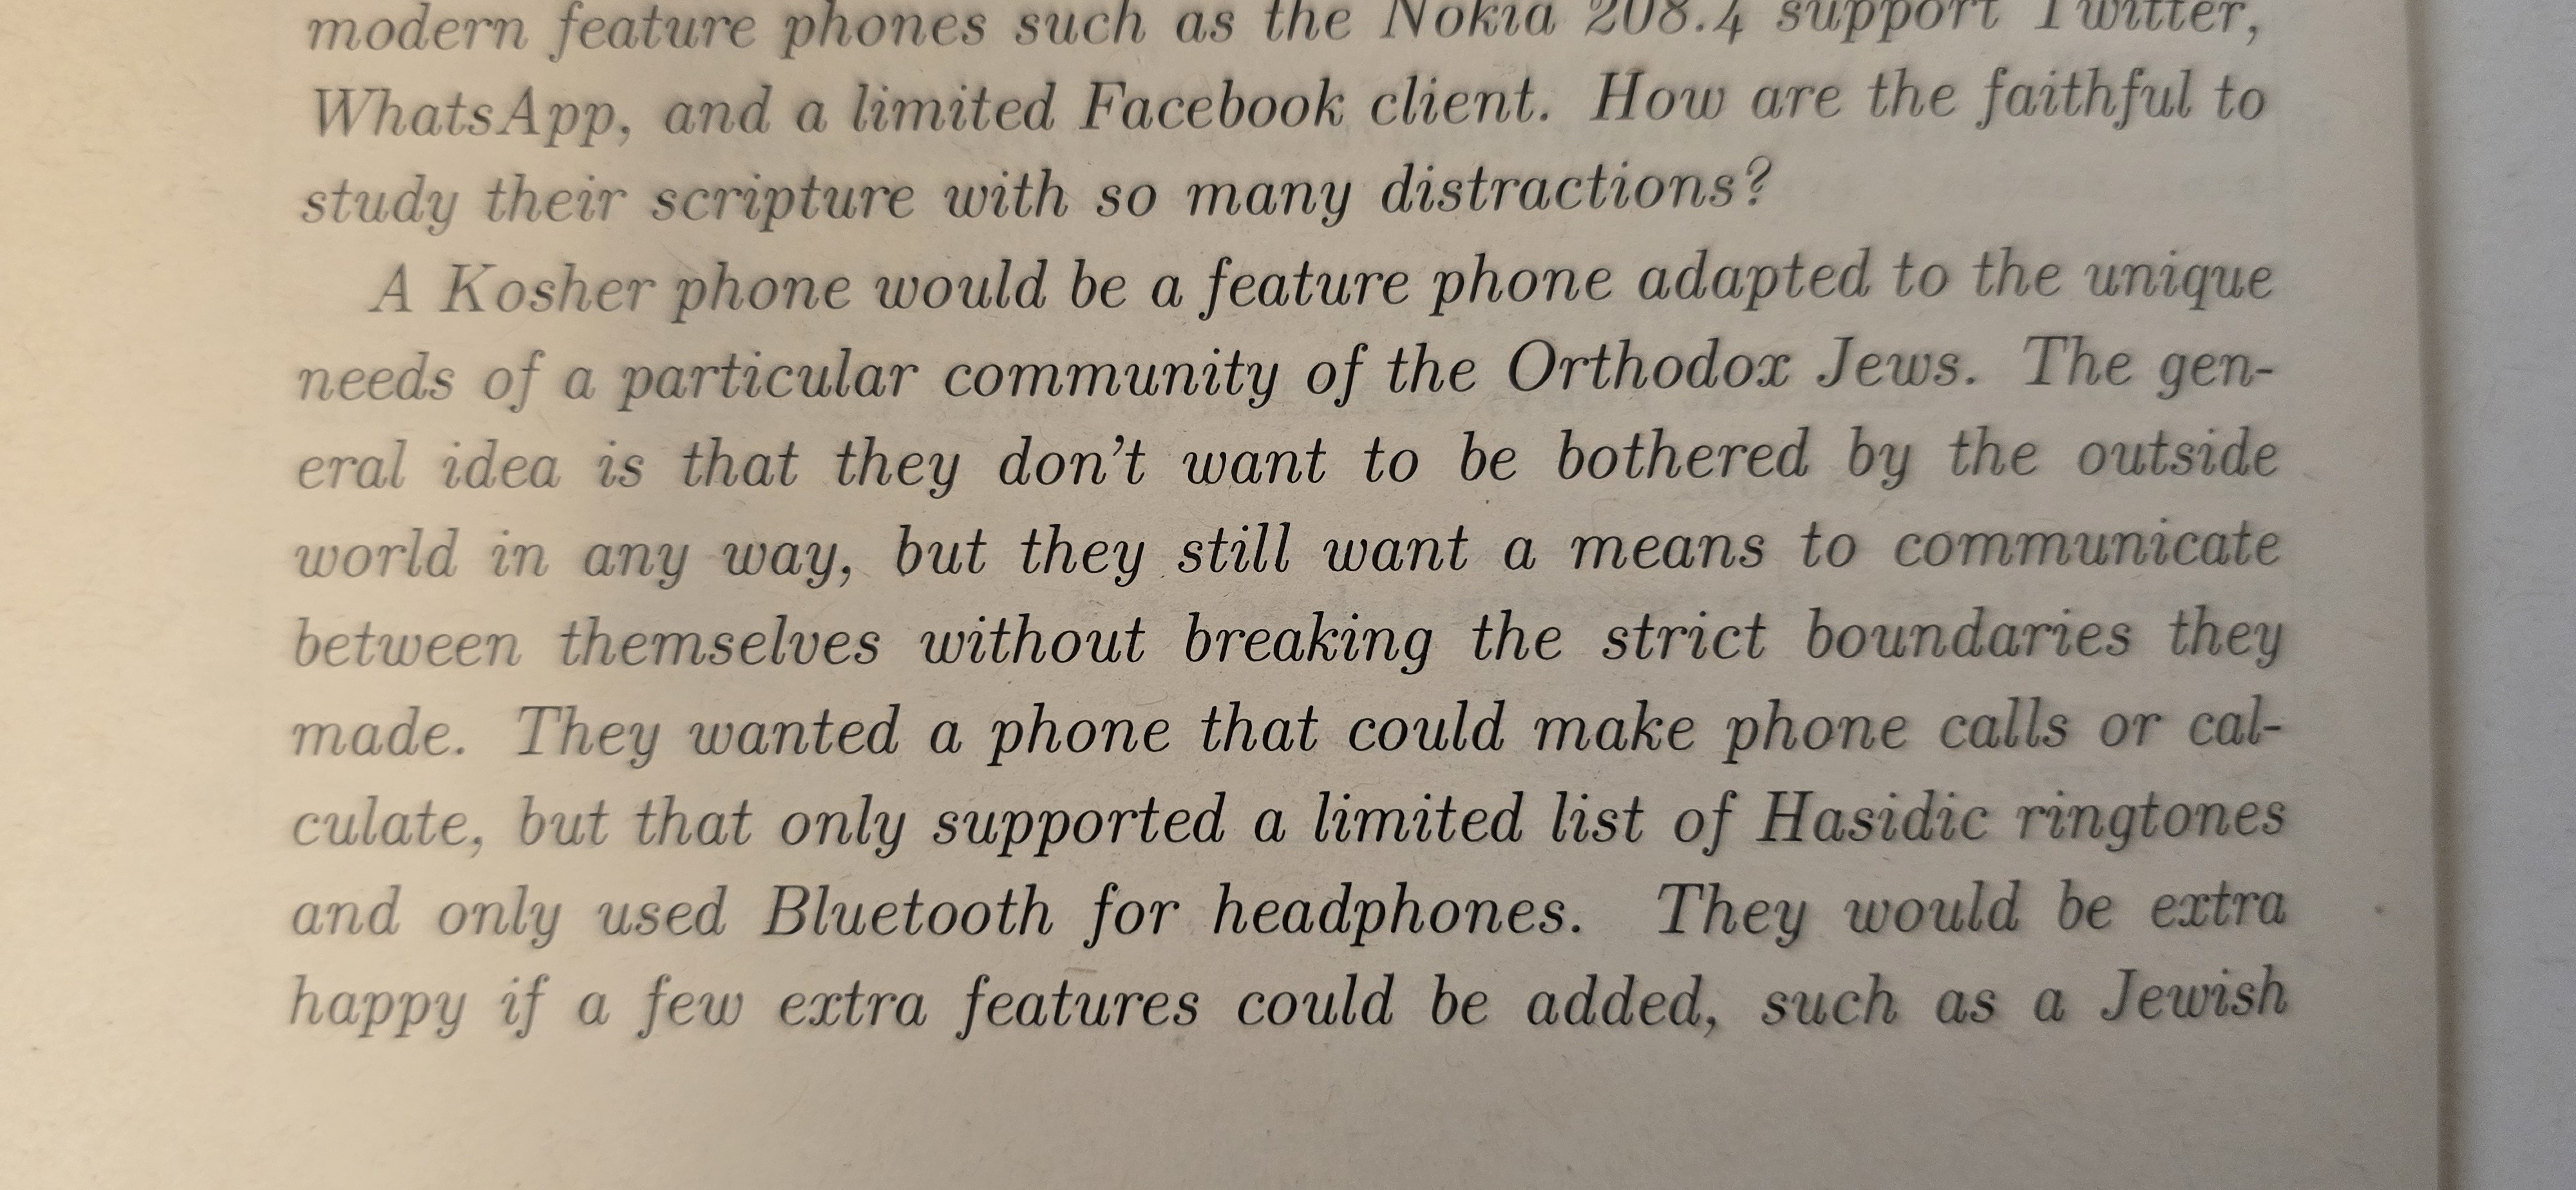 modern feature phones such as the Nokia 208.4 support Twitter,
WhatsApp, and a limited Facebook client. How are the faithful to
study their scripture with so many distractions?
A Kosher phone would be a feature phone adapted to the unique
needs of a particular community of the Orthodox Jews. The gen-
eral idea is that they don't want to be bothered by the outside
world in any way, but they still want a means to communicate
between themselves without breaking the strict boundaries they
made. They wanted a phone that could make phone calls or cal-
culate, but that only supported a limited list of Hasidic ringtones
and only used Bluetooth for headphones. They would be extra
happy if a few extra features could be added, such as a Jewish